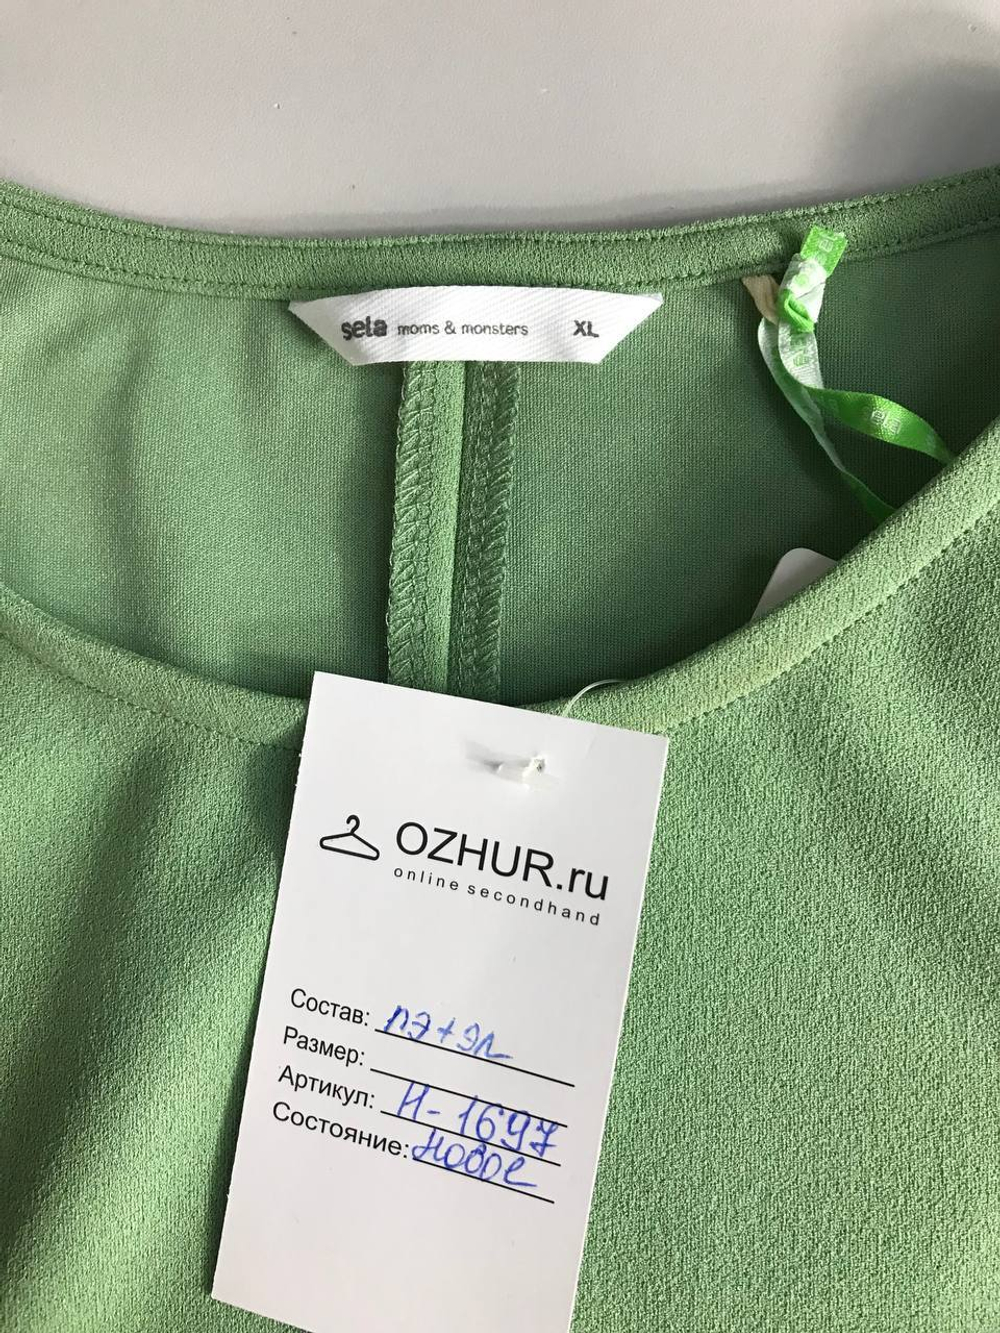 sela moms & monsters XL
OZHUR.ru
online secondhand
Состав: пэ+эл
Размер:
Артикул: Н-1697
Состояние: новое